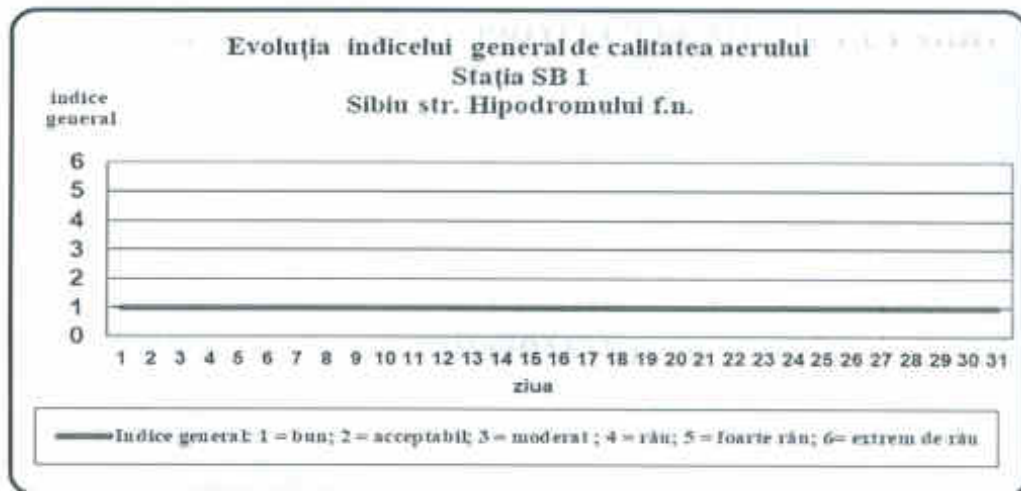 Evoluția indicelui general de calitatea aerului
Stația SB 1
Sibiu str. Hipodromului f.n.
indice
general
6
5
4
3
2
1
0
1 2 3 4 5 6 7 8 9 10 11 12 13 14 15 16 17 18 19 20 21 22 23 24 25 26 27 28 29 30 31
ziua
Indice general: 1 = bun; 2 = acceptabil; 3 = moderat ; 4 = rău; 5 = foarte rău; 6= extrem de rău